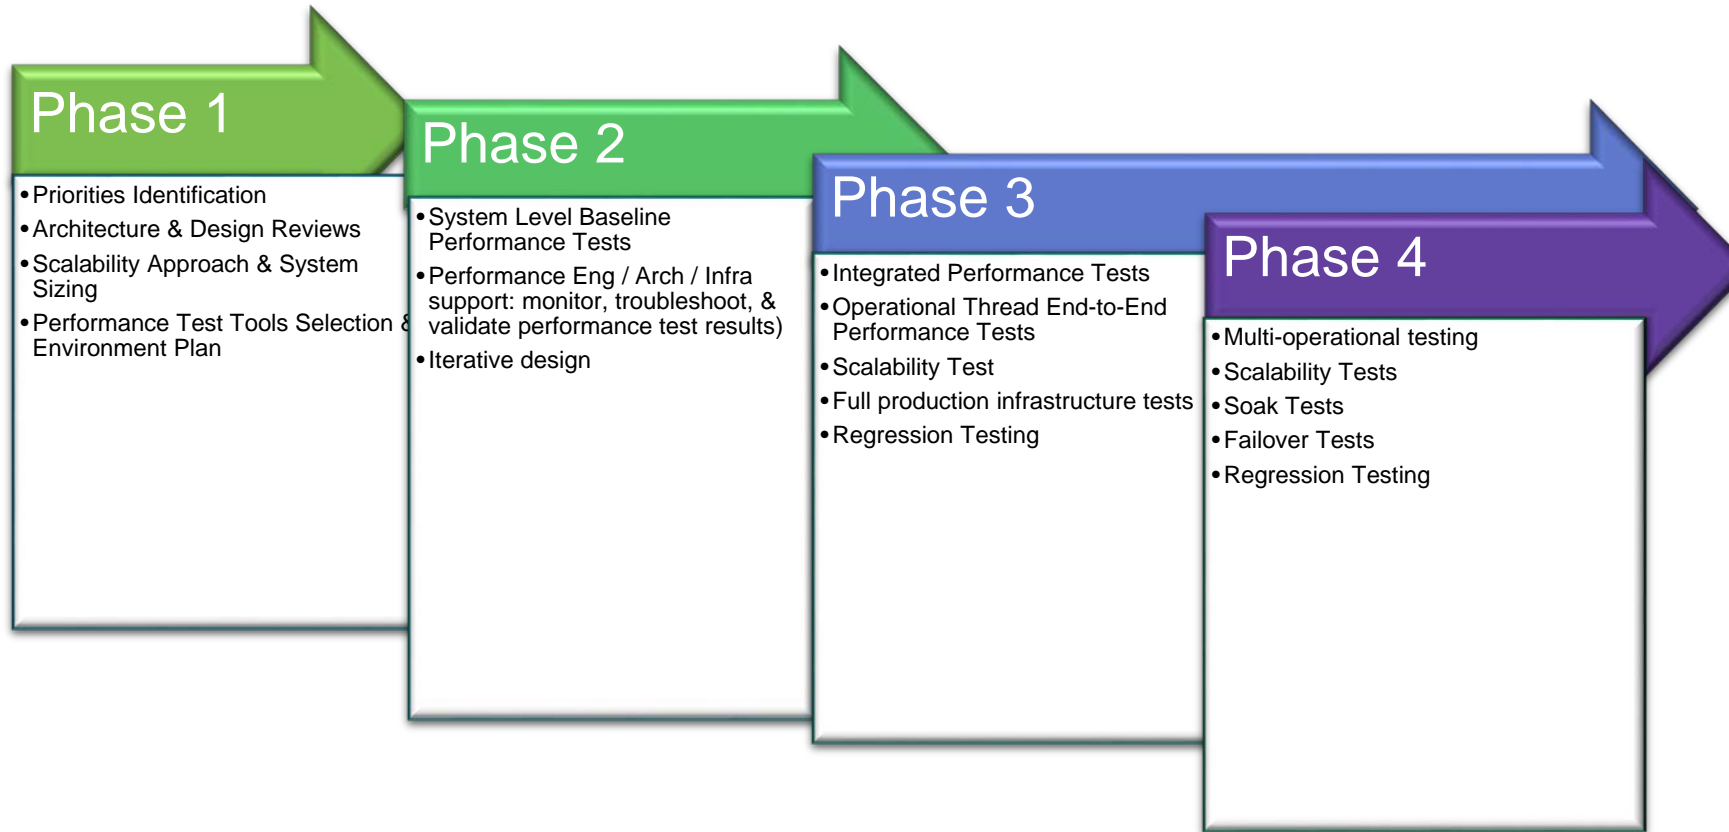 Phase 1
•Priorities Identification
•Architecture & Design Reviews
•Scalability Approach & System
Sizing
•Performance Test Tools Selection &
Environment Plan
Phase 2
•System Level Baseline
Performance Tests
•Performance Eng / Arch / Infra
support: monitor, troubleshoot, &
validate performance test results)
•Iterative design
Phase 3
•Integrated Performance Tests
•Operational Thread End-to-End
Performance Tests
•Scalability Test
•Full production infrastructure tests
•Regression Testing
Phase 4
•Multi-operational testing
•Scalability Tests
•Soak Tests
•Failover Tests
•Regression Testing